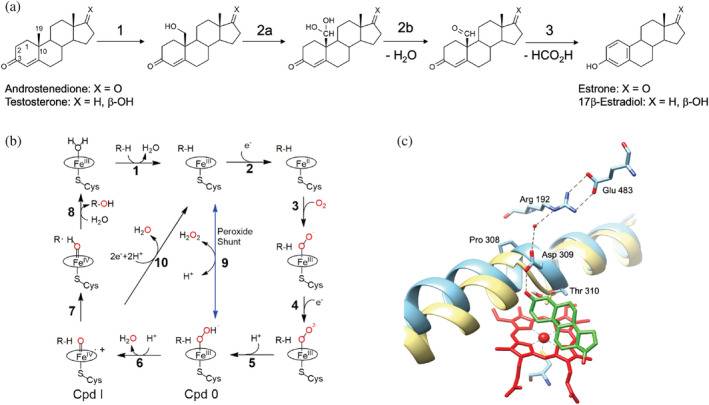 (a)
HO
OH
OH
O
19
1
2
3
10
X
O
1
2a
2b
- H₂O
3
- HCO₂H
HO
Androstenedione: X = O
Testosterone: X = H, β-OH
Estrone: X = O
17β-Estradiol: X = H, β-OH
(b)
H H
O
Fe^III
S
Cys
R-H
H₂O
1
R-H
Fe^III
S
Cys
e⁻
2
R-H
Fe^II
S
Cys
3
O₂
8
R-OH
H₂O
H₂O
2e⁻+2H⁺
10
H₂O₂
Peroxide
Shunt
H⁺
9
R· H
O
Fe^IV
S
Cys
R-H
O
O
Fe^III
S
Cys
7
4
e⁻
R-H
O
Fe^IV
·+
S
Cys
Cpd I
H₂O
H⁺
6
R-H
OH
O
Fe^III
S
Cys
Cpd 0
H⁺
5
R-H
O
O
Fe^III
S
Cys
(c)
Arg 192
Glu 483
Pro 308
Asp 309
Thr 310